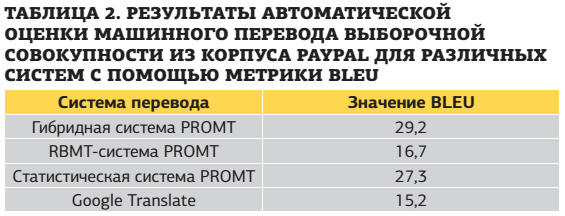 ТАБЛИЦА 2. РЕЗУЛЬТАТЫ АВТОМАТИЧЕСКОЙ
ОЦЕНКИ МАШИННОГО ПЕРЕВОДА ВЫБОРОЧНОЙ
СОВОКУПНОСТИ ИЗ КОРПУСА PAYPAL ДЛЯ РАЗЛИЧНЫХ
СИСТЕМ С ПОМОЩЬЮ МЕТРИКИ BLEU
Система перевода Значение BLEU
Гибридная система PROMT 29,2
RBMT-система PROMT 16,7
Статистическая система PROMT 27,3
Google Translate 15,2